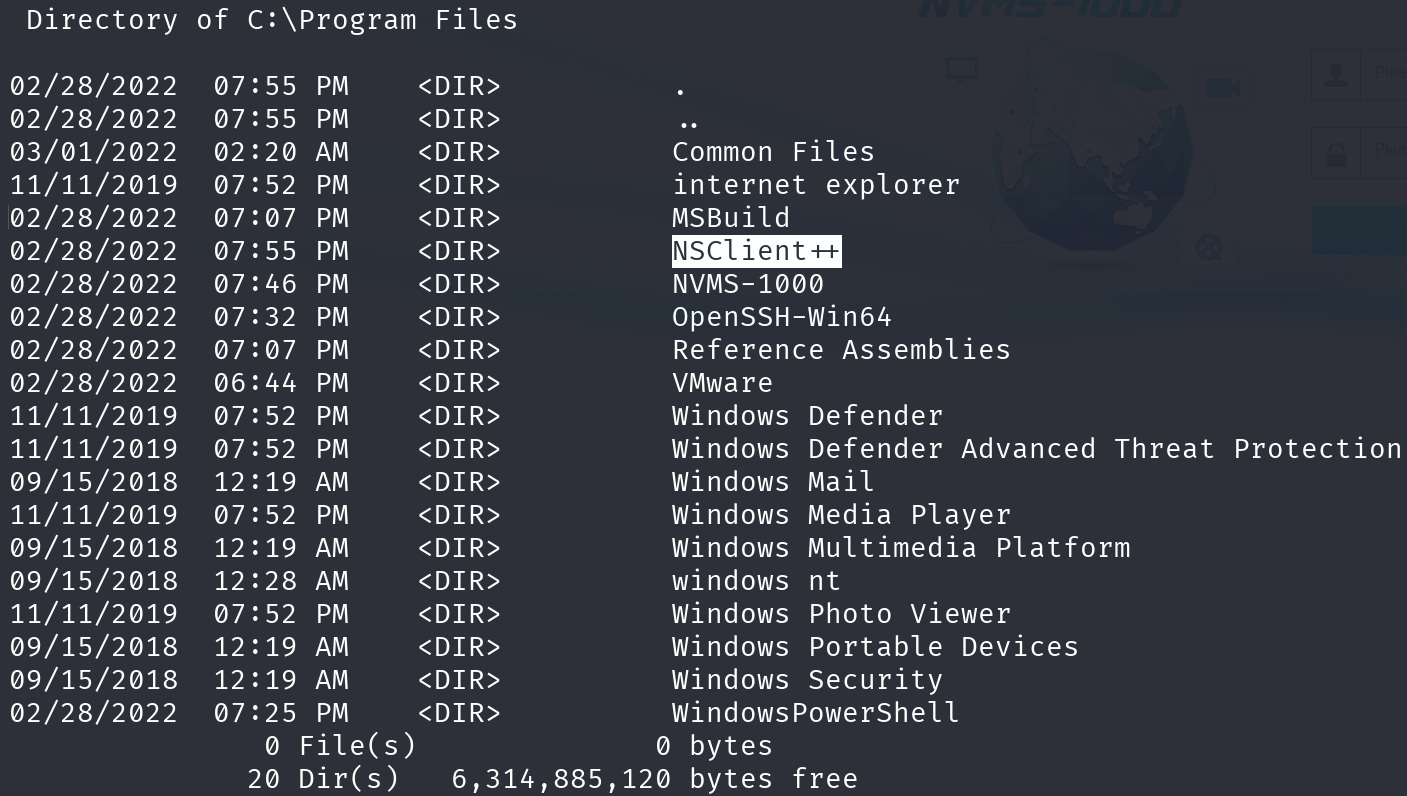 Directory of C:\Program Files
02/28/2022  07:55 PM    <DIR>          .
02/28/2022  07:55 PM    <DIR>          ..
03/01/2022  02:20 AM    <DIR>          Common Files
11/11/2019  07:52 PM    <DIR>          internet explorer
02/28/2022  07:07 PM    <DIR>          MSBuild
02/28/2022  07:55 PM    <DIR>          NSClient++
02/28/2022  07:46 PM    <DIR>          NVMS-1000
02/28/2022  07:32 PM    <DIR>          OpenSSH-Win64
02/28/2022  07:07 PM    <DIR>          Reference Assemblies
02/28/2022  06:44 PM    <DIR>          VMware
11/11/2019  07:52 PM    <DIR>          Windows Defender
11/11/2019  07:52 PM    <DIR>          Windows Defender Advanced Threat Protection
09/15/2018  12:19 AM    <DIR>          Windows Mail
11/11/2019  07:52 PM    <DIR>          Windows Media Player
09/15/2018  12:19 AM    <DIR>          Windows Multimedia Platform
09/15/2018  12:28 AM    <DIR>          windows nt
11/11/2019  07:52 PM    <DIR>          Windows Photo Viewer
09/15/2018  12:19 AM    <DIR>          Windows Portable Devices
09/15/2018  12:19 AM    <DIR>          Windows Security
02/28/2022  07:25 PM    <DIR>          WindowsPowerShell
0 File(s)              0 bytes
20 Dir(s)   6,314,885,120 bytes free
NVMS-1000